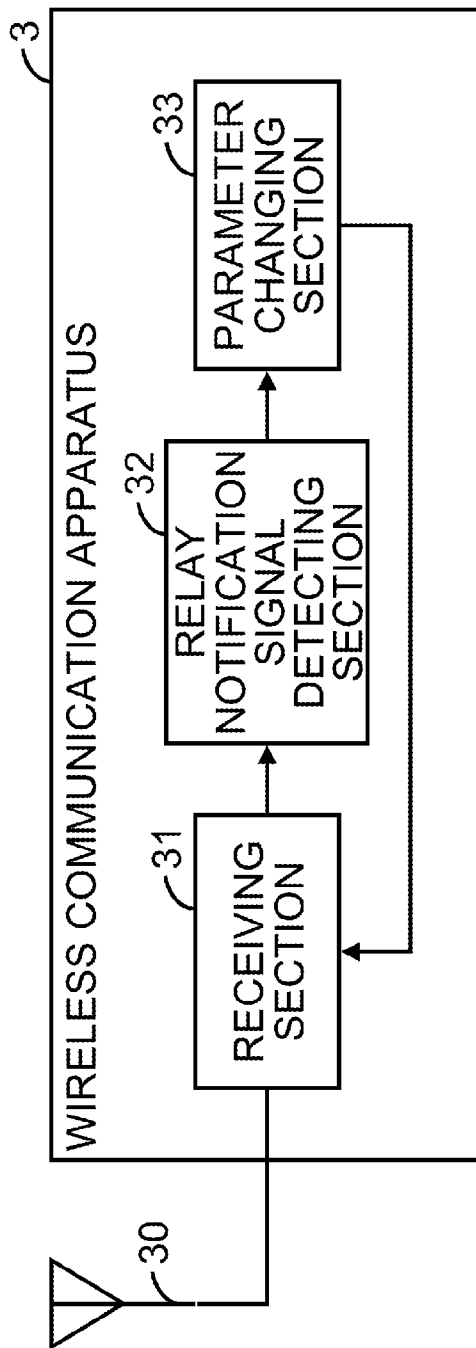 3
WIRELESS COMMUNICATION APPARATUS
30
31
RECEIVING
SECTION
32
RELAY
NOTIFICATION
SIGNAL
DETECTING
SECTION
33
PARAMETER
CHANGING
SECTION